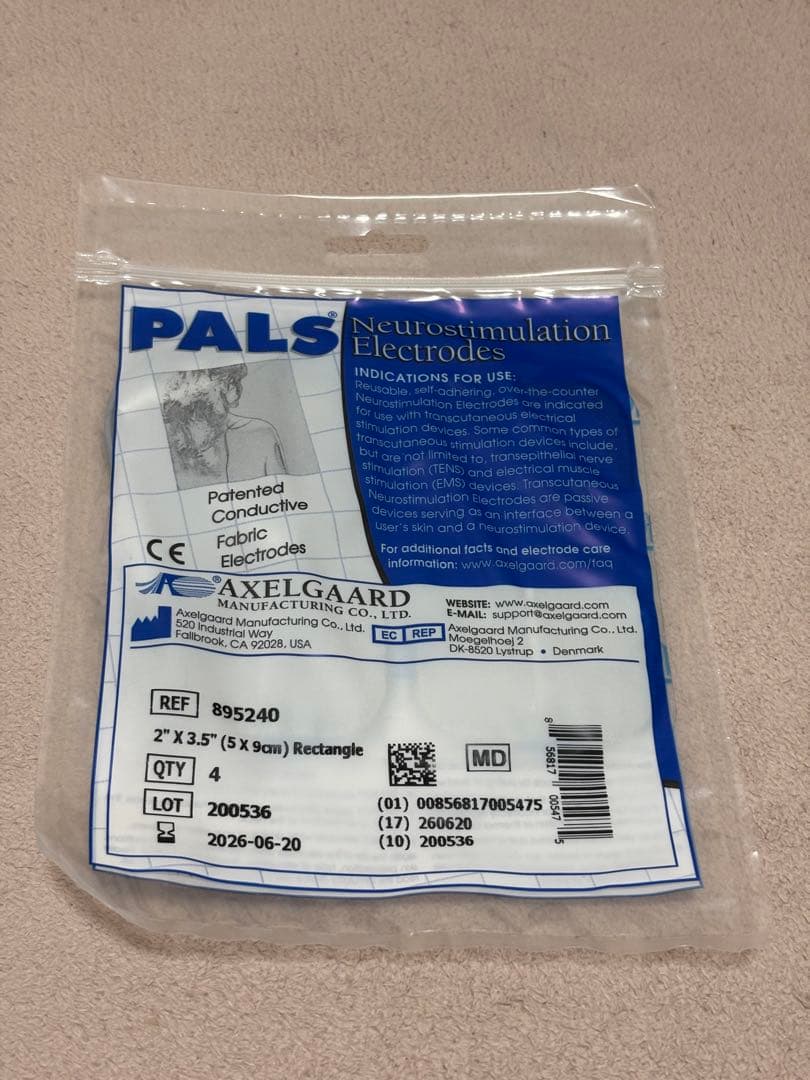 PALS®
Neurostimulation
Electrodes
INDICATIONS FOR USE:
Reusable, self-adhering, over-the-counter
Neurostimulation Electrodes are indicated
for use with transcutaneous electrical
stimulation devices. Some common types of
transcutaneous stimulation devices include,
but are not limited to, transepithelial nerve
stimulation (TENS) and electrical muscle
stimulation (EMS) devices. Transcutaneous
Neurostimulation Electrodes are passive
devices serving as an interface between a
user's skin and a neurostimulation device.
For additional facts and electrode care
information: www.axelgaard.com/faq
Patented
Conductive
Fabric
Electrodes
CE
AXELGAARD
MANUFACTURING CO., LTD.
Axelgaard Manufacturing Co., Ltd.
520 Industrial Way
Fallbrook, CA 92028, USA
WEBSITE: www.axelgaard.com
E-MAIL: support@axelgaard.com
EC REP
Axelgaard Manufacturing Co., Ltd.
Moegelhoej 2
DK-8520 Lystrup • Denmark
REF 895240
2" X 3.5" (5 X 9cm) Rectangle
QTY 4
LOT 200536
2026-06-20
MD
(01) 00856817005475
(17) 260620
(10) 200536
8 56817 00547 5